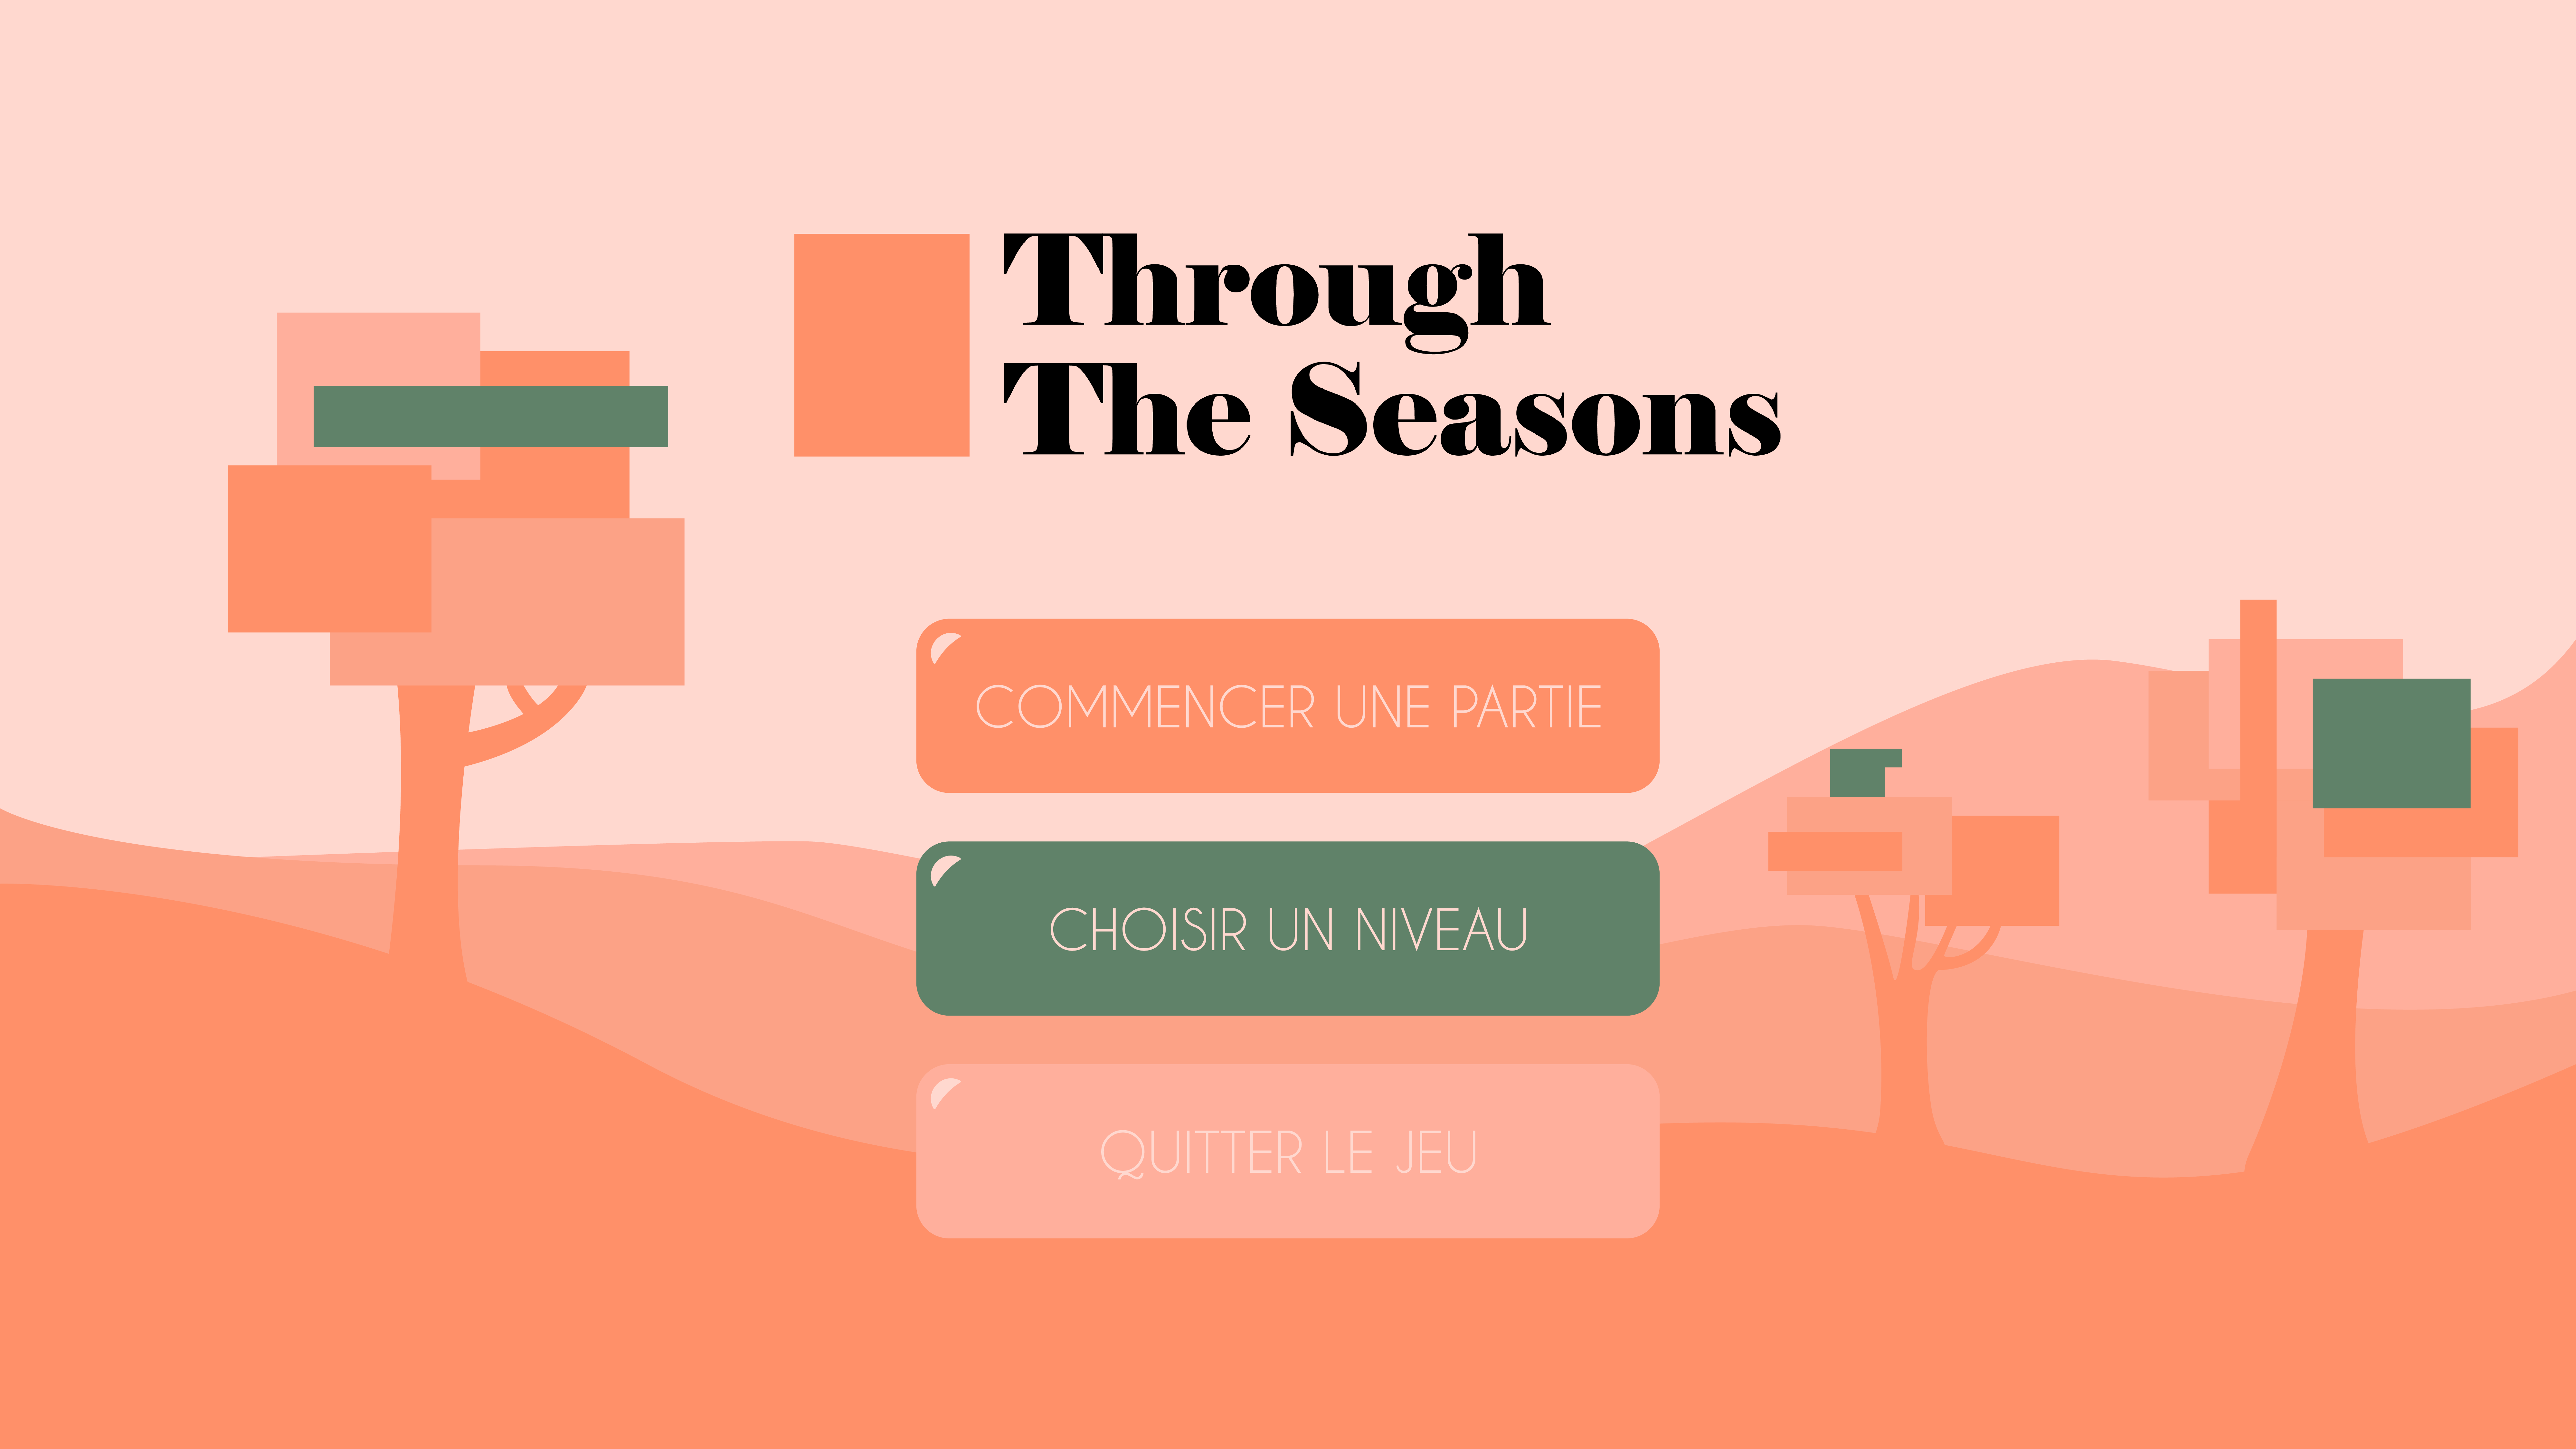 Through
The Seasons
COMMENCER UNE PARTIE
CHOISIR UN NIVEAU
QUITTER LE JEU